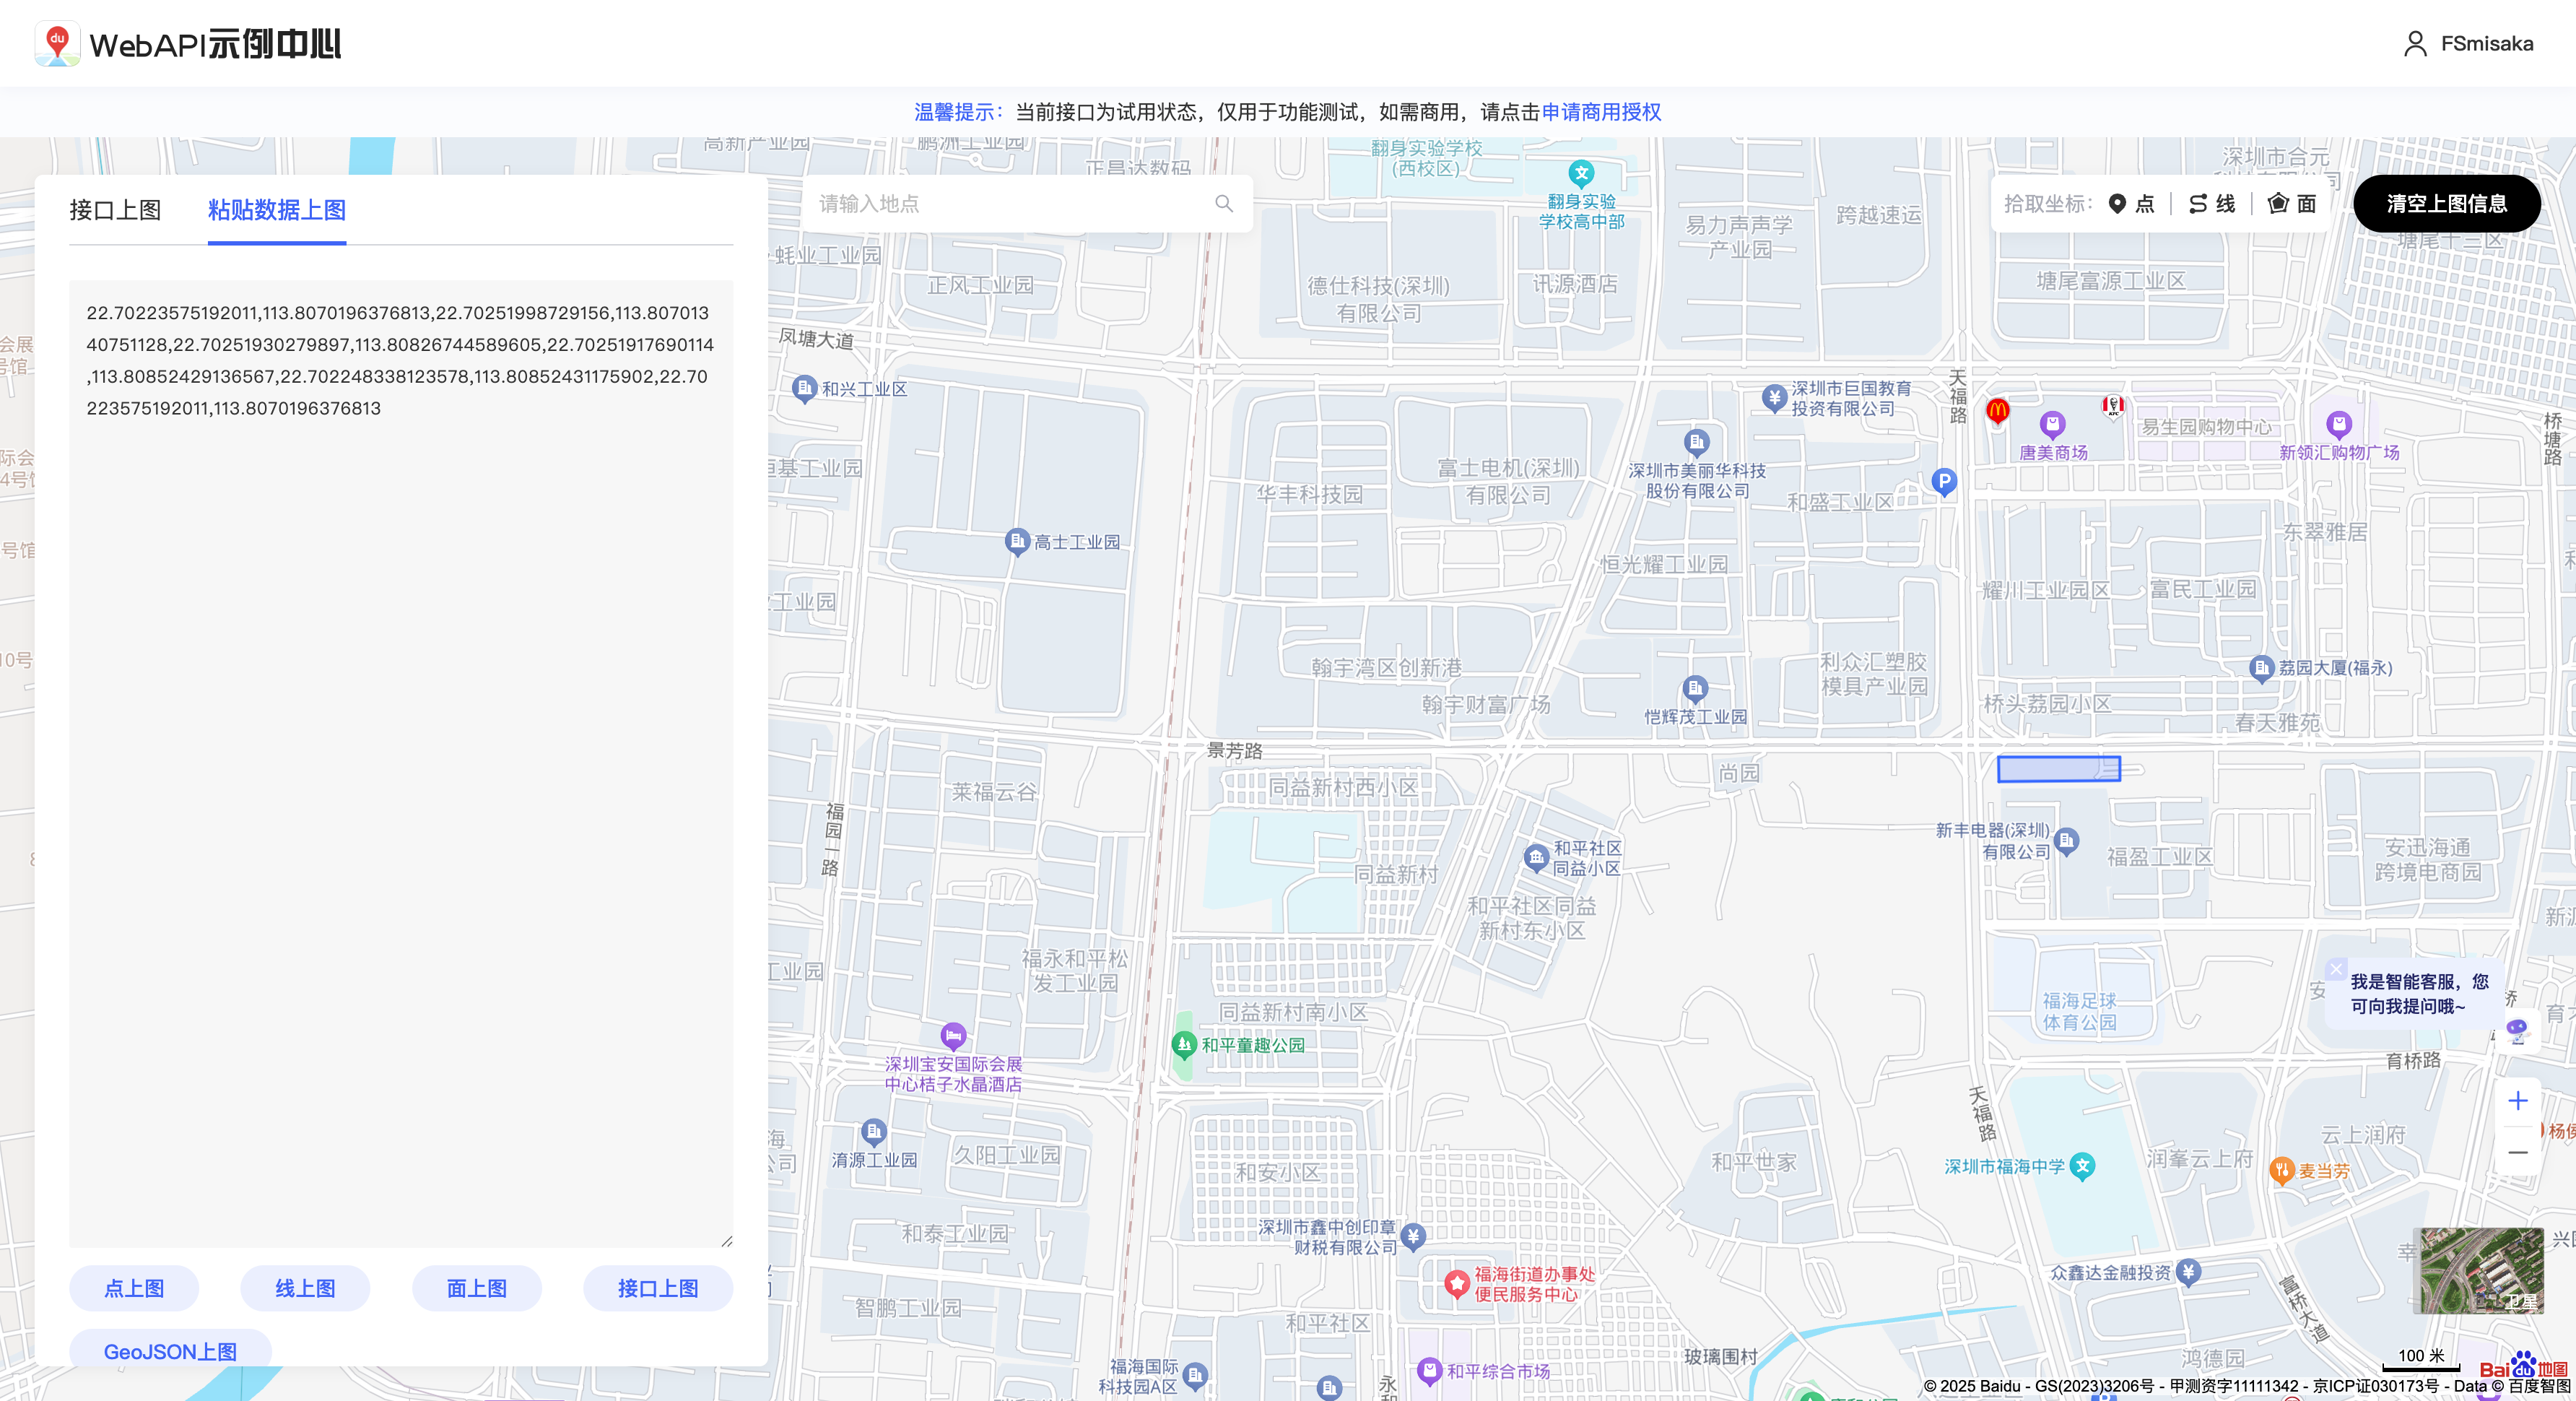 WebAPI示例中心
FSmisaka
温馨提示：当前接口为试用状态，仅用于功能测试，如需商用，请点击申请商用授权
接口上图
粘贴数据上图
22.70223575192011,113.8070196376813,22.70251998729156,113.807013
40751128,22.70251930279897,113.80826744589605,22.70251917690114
,113.80852429136567,22.702248338123578,113.80852431175902,22.70
223575192011,113.8070196376813
点上图
线上图
面上图
接口上图
GeoJSON上图
请输入地点
拾取坐标：
点
线
面
清空上图信息
正昌达数码
翻身实验学校
(西校区)
翻身实验
学校高中部
易力声声学
产业园
跨越速运
深圳市合元
塘尾富源工业区
蚝业工业园
正风工业园
德仕科技(深圳)
有限公司
讯源酒店
凤塘大道
和兴工业区
深圳市巨国教育
投资有限公司
天福路
唐美商场
易生园购物中心
新领汇购物广场
桥塘路
富士电机(深圳)
有限公司
华丰科技园
深圳市美丽华科技
股份有限公司
和盛工业区
P
高士工业园
恒光耀工业园
东翠雅居
耀川工业园区
富民工业园
翰宇湾区创新港
翰宇财富广场
利众汇塑胶
模具产业园
恺辉茂工业园
荔园大厦(福永)
桥头荔园小区
春天雅苑
景芳路
莱福云谷
同益新村西小区
尚园
福园一路
新丰电器(深圳)
有限公司
福盈工业区
安迅海通
跨境电商园
和平社区
同益小区
同益新村
和平社区同益
新村东小区
福永和平松
发工业园
同益新村南小区
福海足球
体育公园
我是智能客服，您
可向我提问哦~
和平童趣公园
深圳宝安国际会展
中心桔子水晶酒店
育桥路
天福路
淯源工业园
久阳工业园
和安小区
和平世家
深圳市福海中学
润峯云上府
云上润府
麦当劳
和泰工业园
深圳市鑫中创印章
财税有限公司
福海街道办事处
便民服务中心
众鑫达金融投资
富桥大道
卫星
智鹏工业园
和平社区
福海国际
科技园A区
和平综合市场
玻璃围村
鸿德园
100 米
Bai du 地图
© 2025 Baidu - GS(2023)3206号 - 甲测资字11111342 - 京ICP证030173号 - Data © 百度智图